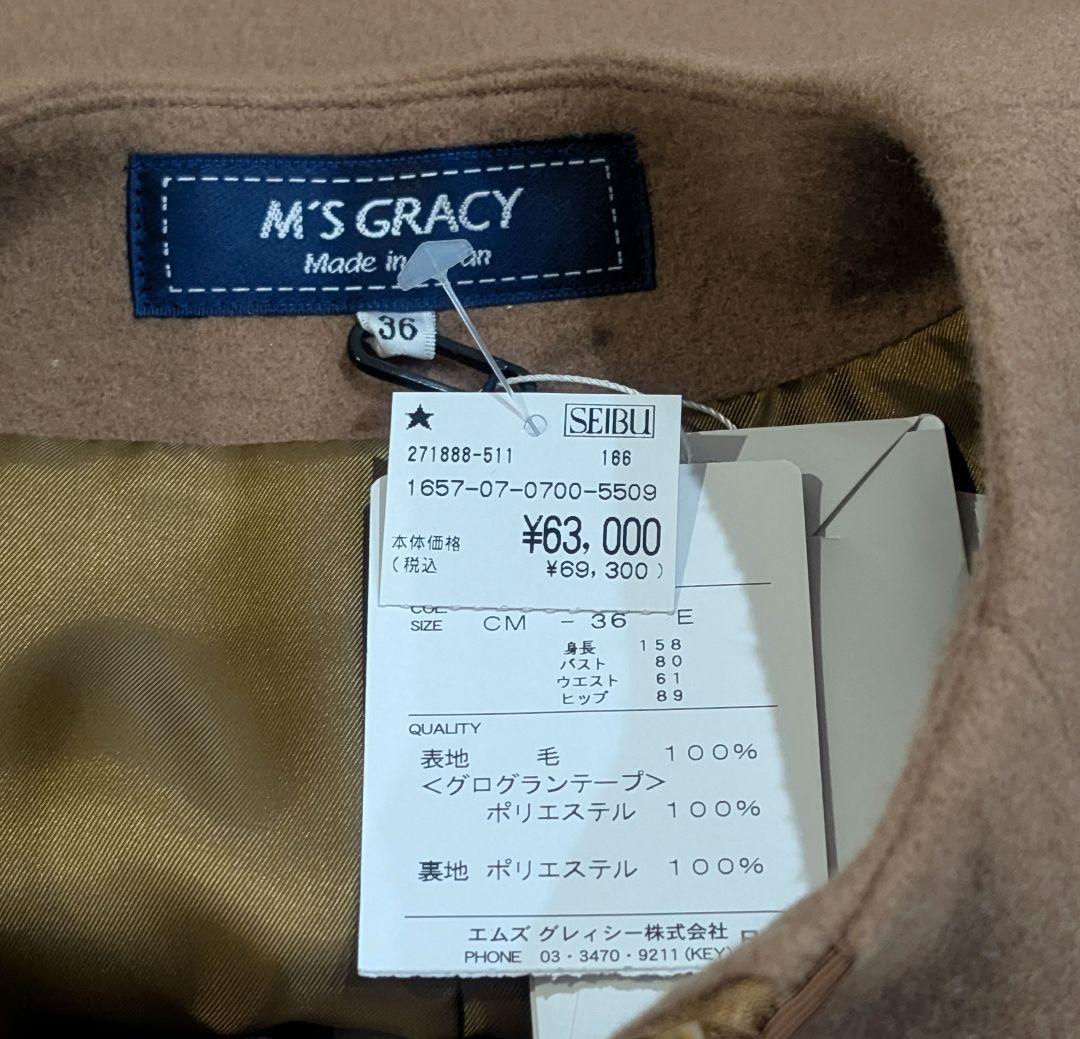 M'S GRACY
Made in
36
★ SEIBU
271888-511 166
1657-07-0700-5509
本体価格 ¥63,000
(税込 ¥69,300)
SIZE CM - 36 E
身長 158
バスト 80
ウエスト 61
ヒップ 89
QUALITY
表地 毛 100%
<グログランテープ>
ポリエステル 100%
裏地 ポリエステル 100%
エムズ グレィシー株式会社
PHONE 03・3470・9211(KEY)